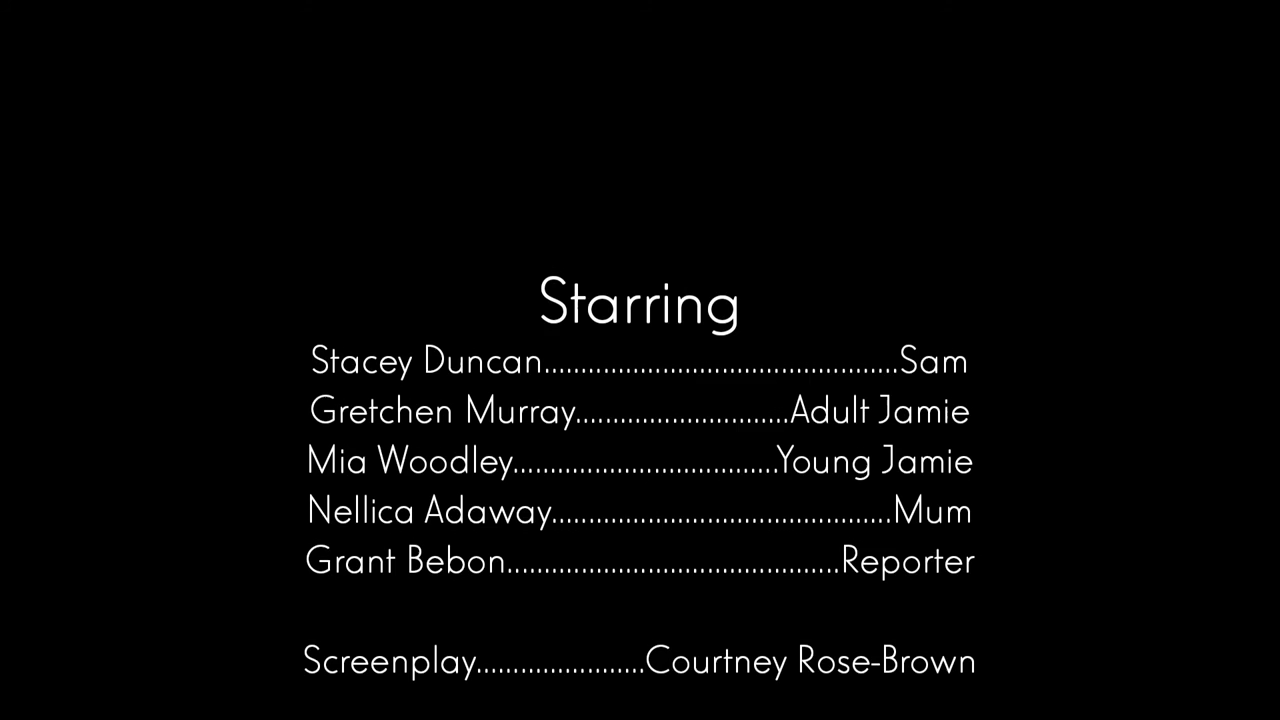 Starring
Stacey Duncan................................................Sam
Gretchen Murray.............................Adult Jamie
Mia Woodley....................................Young Jamie
Nellica Adaway..............................................Mum
Grant Bebon.............................................Reporter
Screenplay.......................Courtney Rose-Brown